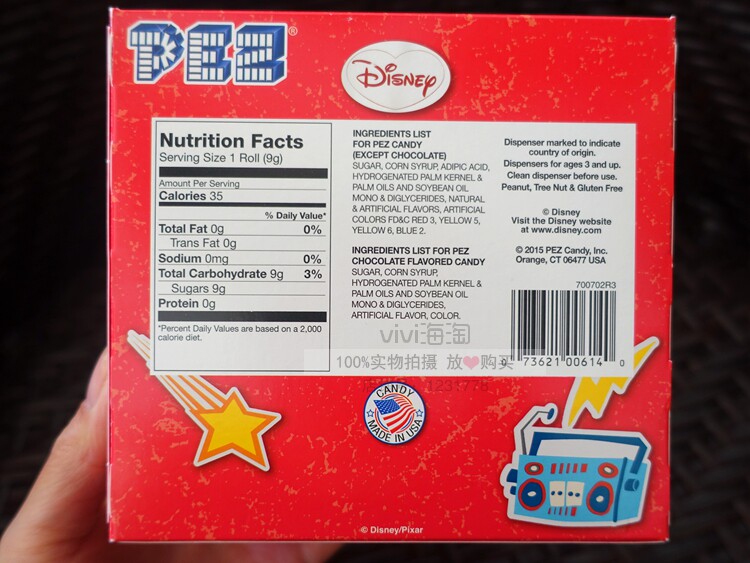 PEZ®
Disney
Nutrition Facts
Serving Size 1 Roll (9g)
Amount Per Serving
Calories 35
% Daily Value*
Total Fat 0g 0%
Trans Fat 0g
Sodium 0mg 0%
Total Carbohydrate 9g 3%
Sugars 9g
Protein 0g
*Percent Daily Values are based on a 2,000
calorie diet.
INGREDIENTS LIST
FOR PEZ CANDY
(EXCEPT CHOCOLATE)
SUGAR, CORN SYRUP, ADIPIC ACID,
HYDROGENATED PALM KERNEL &
PALM OILS AND SOYBEAN OIL
MONO & DIGLYCERIDES, NATURAL
& ARTIFICIAL FLAVORS, ARTIFICIAL
COLORS FD&C RED 3, YELLOW 5,
YELLOW 6, BLUE 2.
INGREDIENTS LIST FOR PEZ
CHOCOLATE FLAVORED CANDY
SUGAR, CORN SYRUP,
HYDROGENATED PALM KERNEL
PALM OILS AND SOYBEAN OIL
MONO & DIGLYCERIDES,
ARTIFICIAL FLAVOR, COLOR.
Dispenser marked to indicate
country of origin.
Dispensers for ages 3 and up.
Clean dispenser before use.
Peanut, Tree Nut & Gluten Free
© Disney
Visit the Disney website
at www.disney.com
© 2015 PEZ Candy, Inc.
Orange, CT 06477 USA
700702R3
0 73621 00614 0
vivi海淘
100%实物拍摄 放❤购买
CANDY
MADE IN USA
© Disney/Pixar